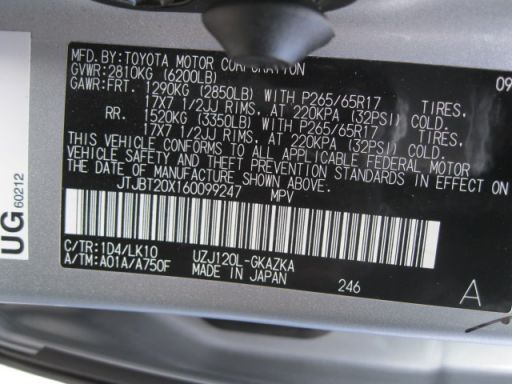 MFD.BY:TOYOTA MOTOR CORPORATION
GVWR:2810KG (6200LB) 09
GAWR:FRT. 1290KG (2850LB) WITH P265/65R17 TIRES,
17X7 1/2JJ RIMS, AT 220KPA (32PSI) COLD.
RR. 1520KG (3350LB) WITH P265/65R17 TIRES,
17X7 1/2JJ RIMS, AT 220KPA (32PSI) COLD.
THIS VEHICLE CONFORMS TO ALL APPLICABLE FEDERAL MOTOR
VEHICLE SAFETY AND THEFT PREVENTION STANDARDS IN EFFECT ON
THE DATE OF MANUFACTURE SHOWN ABOVE.
JTJBT20X160099247 MPV
C/TR:1D4/LK10 UZJ120L-GKAZKA
A/TM:A01A/A750F MADE IN JAPAN 246 A
UG
60212